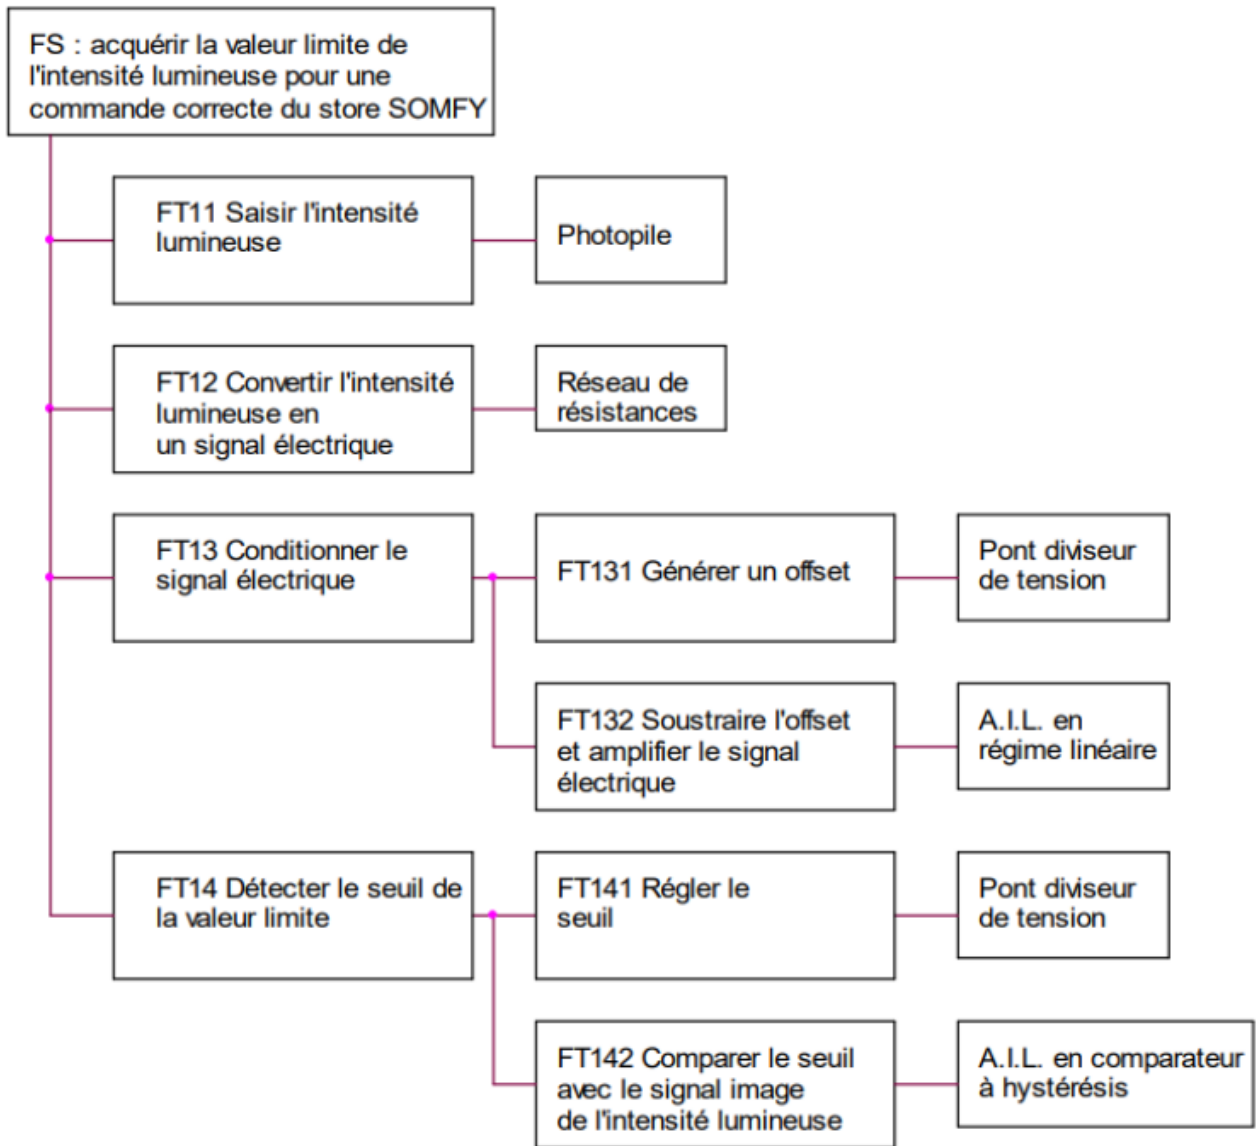 FS : acquérir la valeur limite de
l'intensité lumineuse pour une
commande correcte du store SOMFY
FT11 Saisir l'intensité
lumineuse
Photopile
FT12 Convertir l'intensité
lumineuse en
un signal électrique
Réseau de
résistances
FT13 Conditionner le
signal électrique
FT131 Générer un offset
Pont diviseur
de tension
FT132 Soustraire l'offset
et amplifier le signal
électrique
A.I.L. en
régime linéaire
FT14 Détecter le seuil de
la valeur limite
FT141 Régler le
seuil
Pont diviseur
de tension
FT142 Comparer le seuil
avec le signal image
de l'intensité lumineuse
A.I.L. en comparateur
à hystérésis